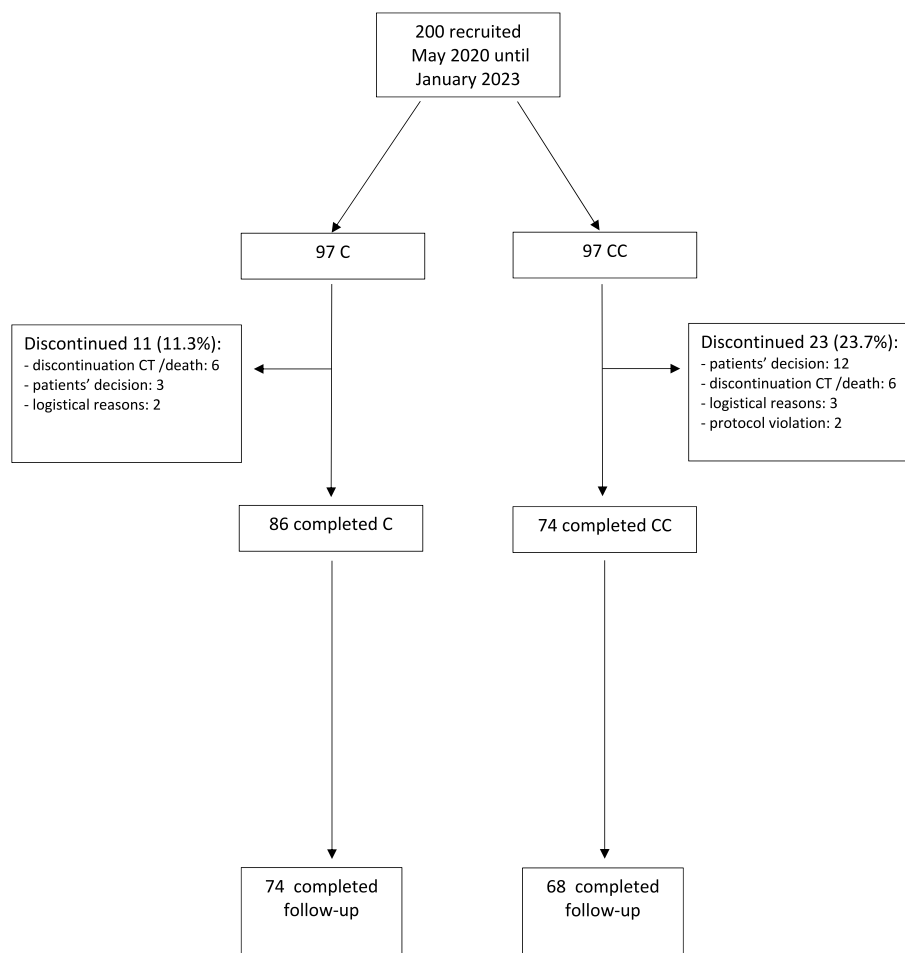 200 recruited
May 2020 until
January 2023
97 C
97 CC
Discontinued 11 (11.3%):
- discontinuation CT /death: 6
- patients’ decision: 3
- logistical reasons: 2
Discontinued 23 (23.7%):
- patients’ decision: 12
- discontinuation CT /death: 6
- logistical reasons: 3
- protocol violation: 2
86 completed C
74 completed CC
74 completed
follow-up
68 completed
follow-up